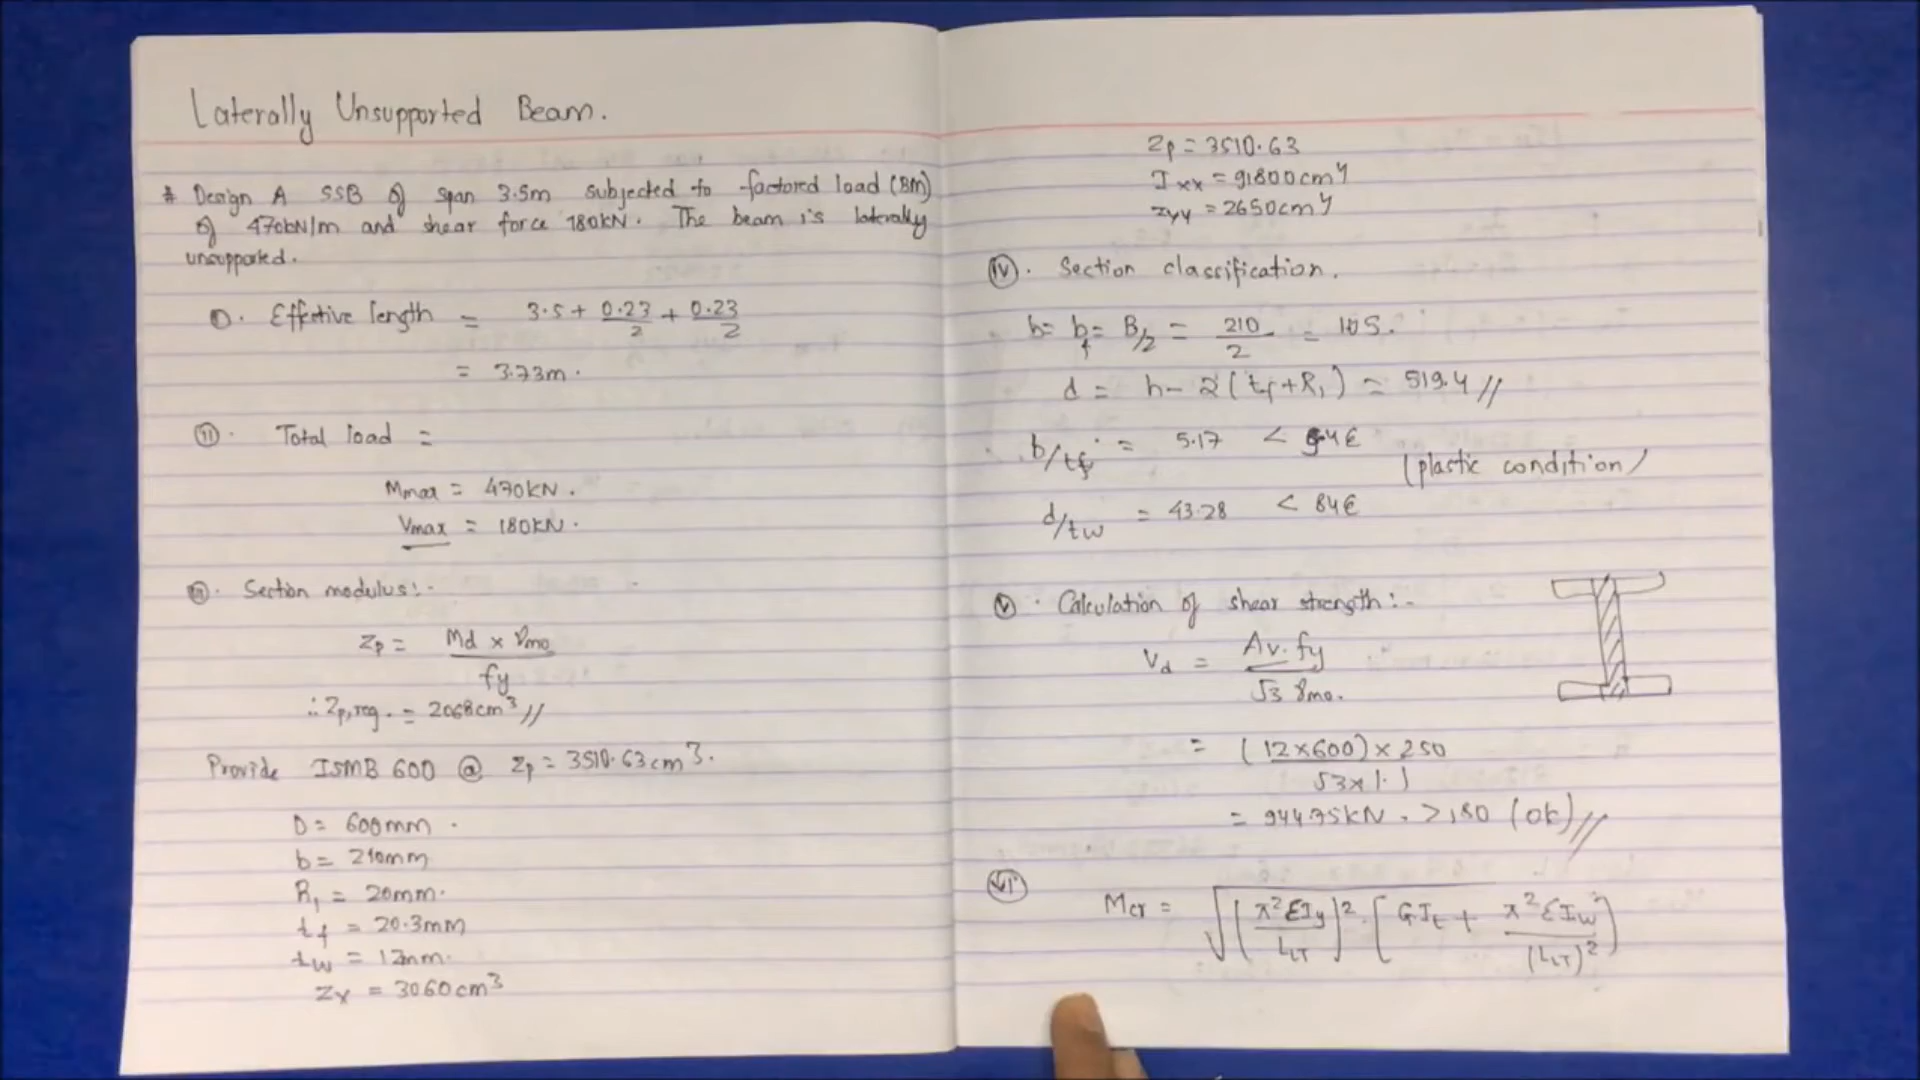 Laterally Unsupported Beam.
* Design A SSB of span 3.5m subjected to factored load (BM)
of 470kN/m and shear force 180kN. The beam is laterally
unsupported.
①. Effective length = 3.5 + 0.23/2 + 0.23/2
= 3.73m.
②. Total load =
Mmax = 470kN.
Vmax = 180kN.
③. Section modulus:-
Zp = Md × γmo / fy
∴ Zp,req. = 2068cm³ //
Provide ISMB 600 @ Zp = 3510.63cm³.
D = 600mm.
b = 210mm
R₁ = 20mm.
tf = 20.3mm
tw = 12mm.
Zx = 3060cm³
Zp = 3510.63
Ixx = 91800cm⁴
Zyy = 2650cm⁴
ⓘⓥ. Section classification.
b = bf = B/2 = 210/2 = 105.
d = h - 2(tf + R₁) = 519.4 //
b/tf = 5.17 < 9.4ε
(plastic condition)
d/tw = 43.28 < 84ε
ⓥ. Calculation of shear strength:-
Vd = Av.fy / √3 γmo.
= (12×600)×250 / √3×1.1
= 944.75kN. > 180 (ok) //
ⓥⓘ Mcr = √(π²EIy / LLT)². [GIt + π²EIw / (LLT)²]